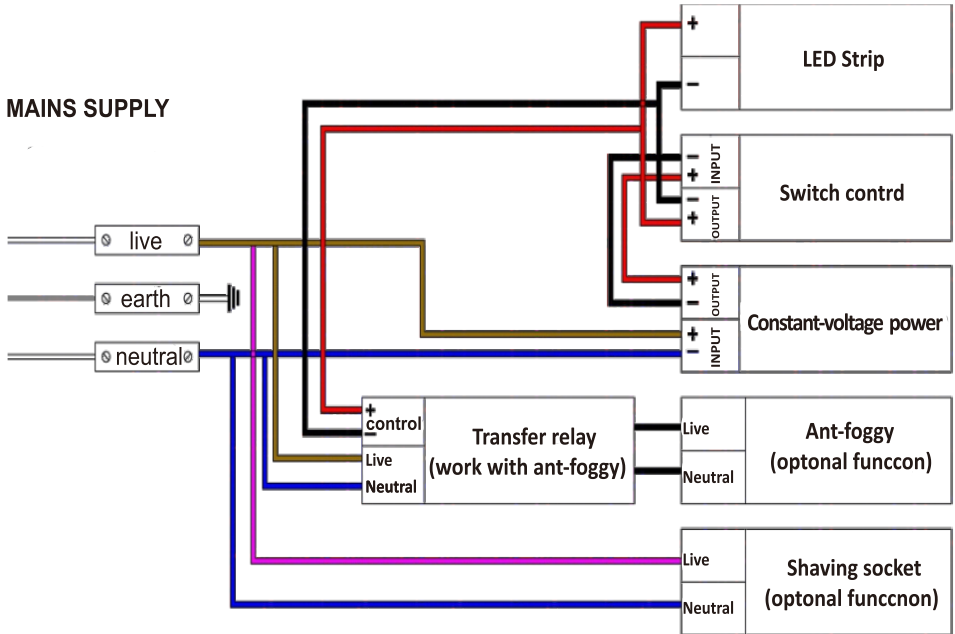 MAINS SUPPLY
live
earth
neutral
+
−
LED Strip
−
+
INPUT
−
+
OUTPUT
Switch contrd
+
−
OUTPUT
+
−
INPUT
Constant-voltage power
+
control
−
Live
Neutral
Transfer relay
(work with ant-foggy)
Live
Neutral
Ant-foggy
(optonal funccon)
Live
Neutral
Shaving socket
(optonal funccnon)